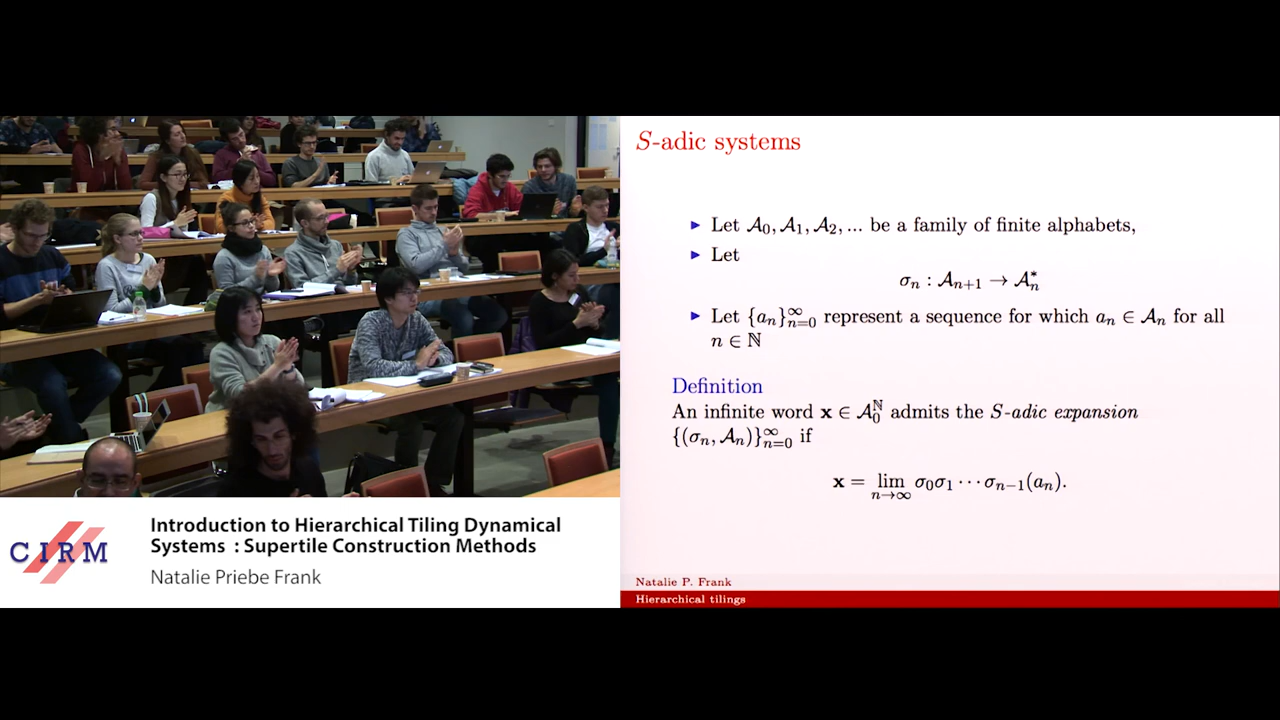 S-adic systems
▶ Let 𝒜₀, 𝒜₁, 𝒜₂, ... be a family of finite alphabets,
▶ Let
σₙ : 𝒜ₙ₊₁ → 𝒜ₙ*
▶ Let {aₙ}ₙ₌₀^∞ represent a sequence for which aₙ ∈ 𝒜ₙ for all
n ∈ ℕ
Definition
An infinite word 𝐱 ∈ 𝒜₀^ℕ admits the S-adic expansion
{(σₙ, 𝒜ₙ)}ₙ₌₀^∞ if
𝐱 = lim_{n→∞} σ₀σ₁ ··· σₙ₋₁(aₙ).
Natalie P. Frank
Hierarchical tilings
CIRM
Introduction to Hierarchical Tiling Dynamical
Systems : Supertile Construction Methods
Natalie Priebe Frank